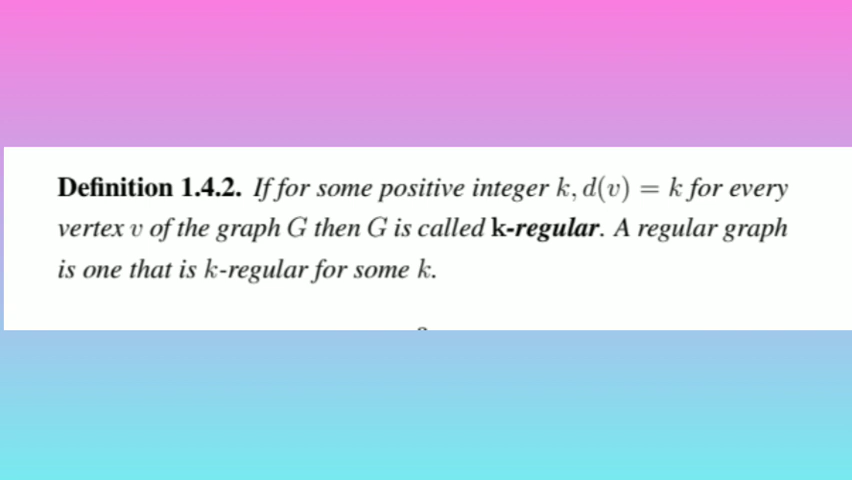 Definition 1.4.2. If for some positive integer k, d(v) = k for every
vertex v of the graph G then G is called k-regular. A regular graph
is one that is k-regular for some k.